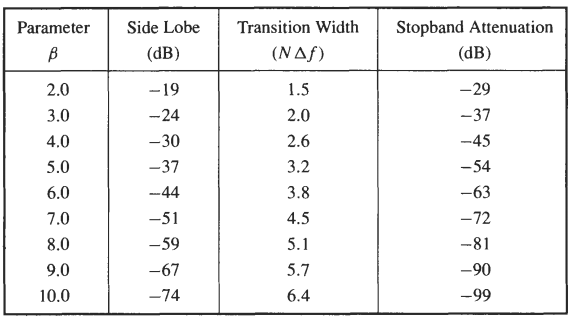 Parameter Side Lobe Transition Width Stopband Attenuation
β (dB) (N Δf) (dB)
2.0 −19 1.5 −29
3.0 −24 2.0 −37
4.0 −30 2.6 −45
5.0 −37 3.2 −54
6.0 −44 3.8 −63
7.0 −51 4.5 −72
8.0 −59 5.1 −81
9.0 −67 5.7 −90
10.0 −74 6.4 −99